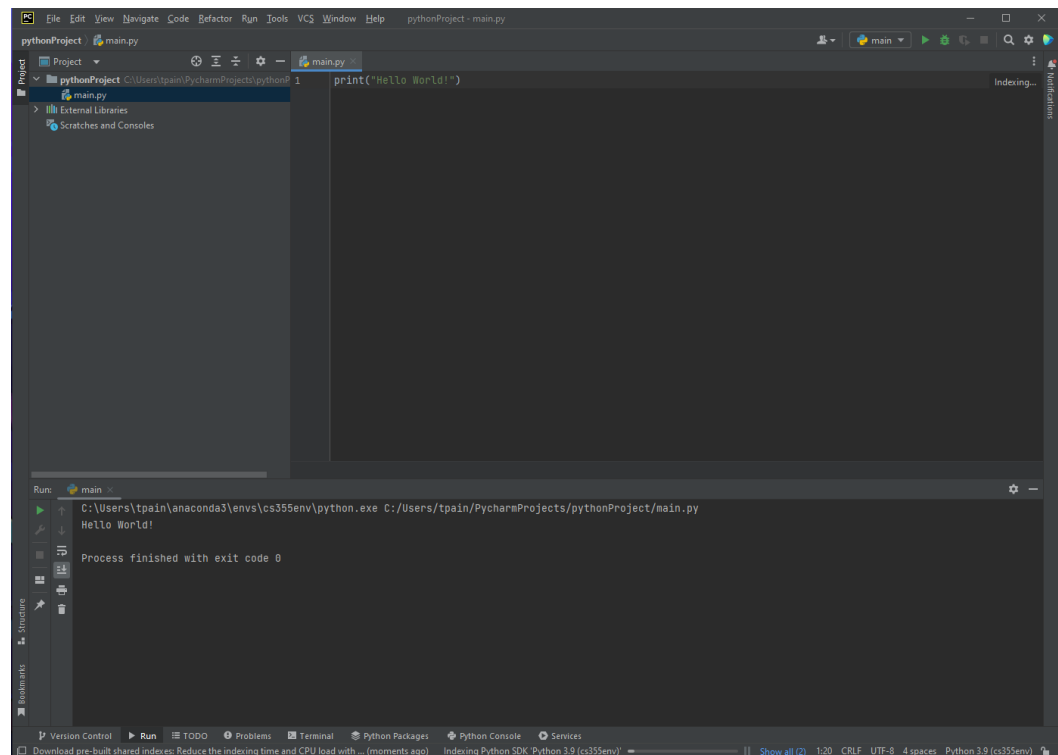 PC File Edit View Navigate Code Refactor Run Tools VCS Window Help pythonProject - main.py
pythonProject main.py main
Project main.py
pythonProject C:\Users\tpain\PycharmProjects\pythonP 1 print("Hello World!") Indexing...
main.py
External Libraries
Scratches and Consoles
Project
Notifications
Run: main
C:\Users\tpain\anaconda3\envs\cs355env\python.exe C:/Users/tpain/PycharmProjects/pythonProject/main.py
Hello World!
Process finished with exit code 0
Structure
Bookmarks
Version Control Run TODO Problems Terminal Python Packages Python Console Services
Download pre-built shared indexes: Reduce the indexing time and CPU load with ... (moments ago) Indexing Python SDK 'Python 3.9 (cs355env)' Show all (2) 1:20 CRLF UTF-8 4 spaces Python 3.9 (cs355env)